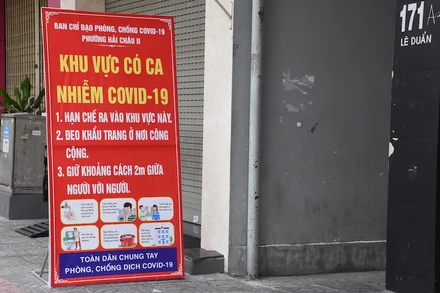 BAN CHỈ ĐẠO PHÒNG, CHỐNG COVID-19
PHƯỜNG HẢI CHÂU II
KHU VỰC CÓ CA
NHIỄM COVID-19
1. HẠN CHẾ RA VÀO KHU VỰC NÀY.
2. ĐEO KHẨU TRANG Ở NƠI CÔNG
CỘNG.
3. GIỮ KHOẢNG CÁCH 2m GIỮA
NGƯỜI VỚI NGƯỜI.
TOÀN DÂN CHUNG TAY
PHÒNG, CHỐNG DỊCH COVID-19
171
LÊ DUẨN